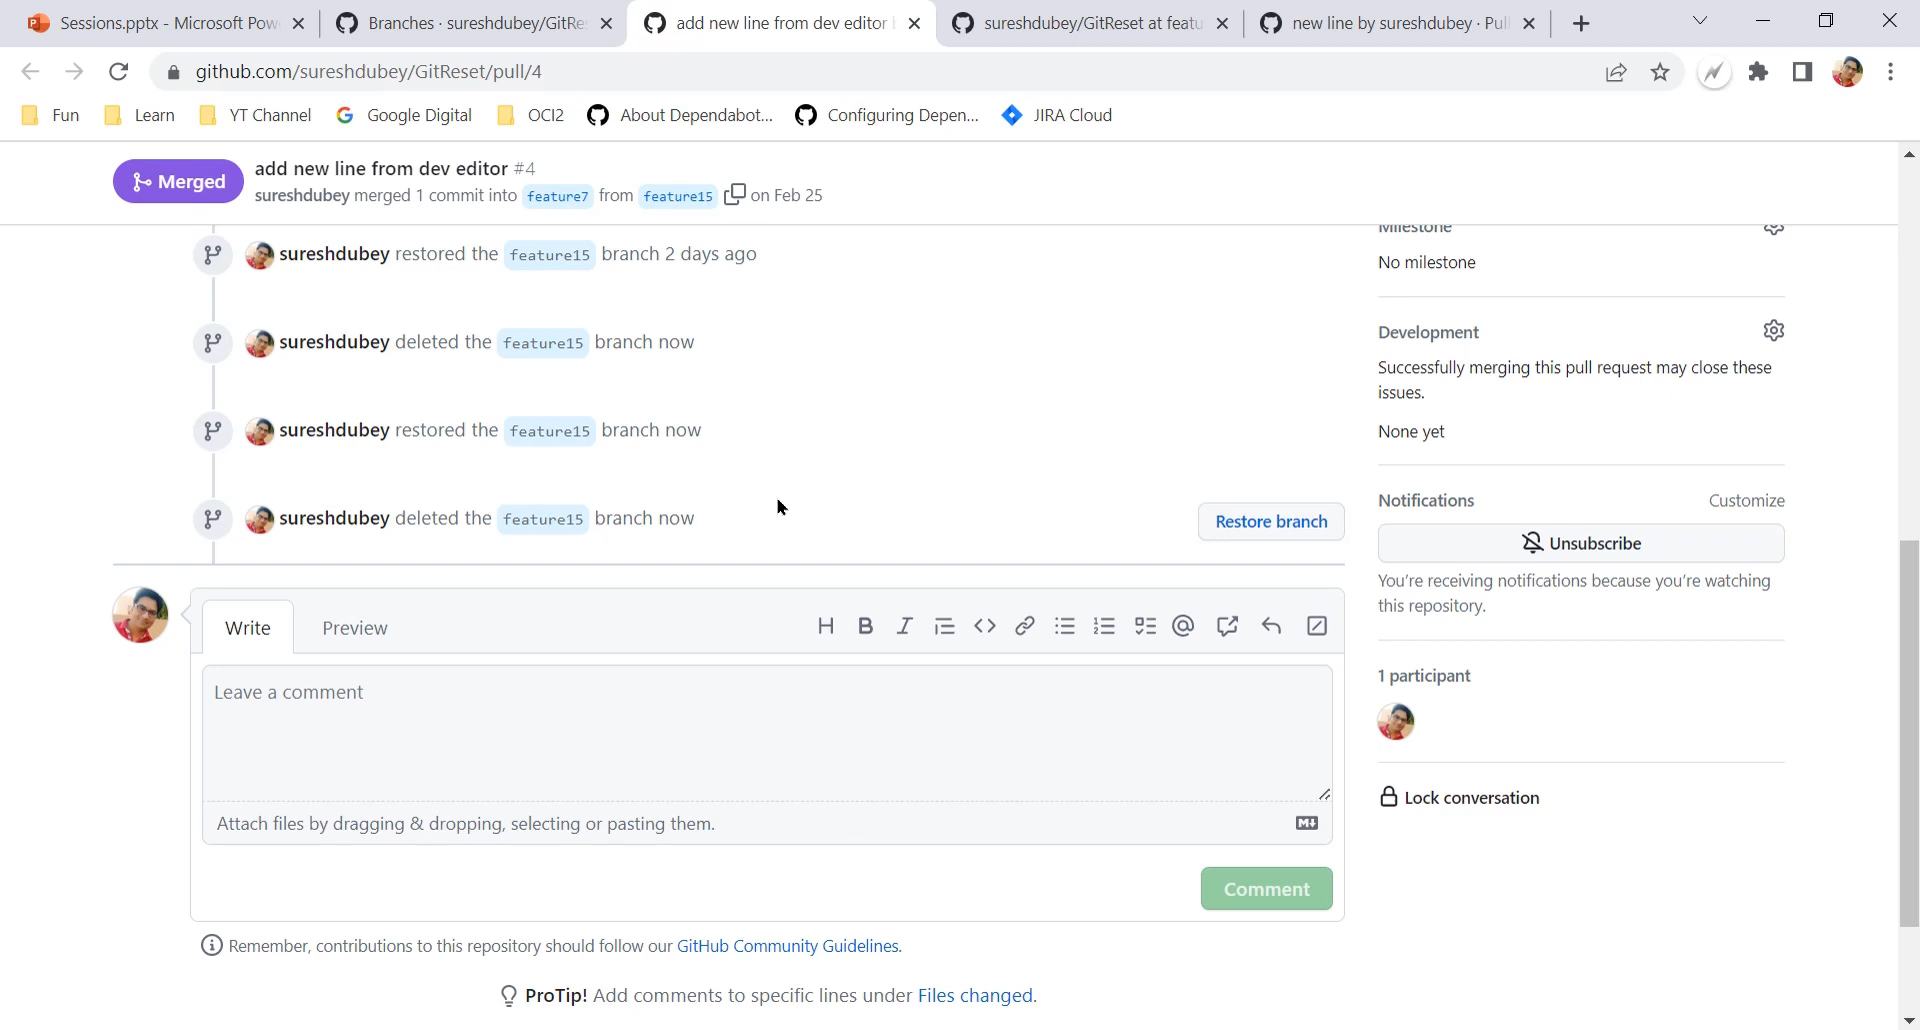 Sessions.pptx - Microsoft Pow
Branches · sureshdubey/GitRe
add new line from dev editor
sureshdubey/GitReset at featu
new line by sureshdubey · Pull
github.com/sureshdubey/GitReset/pull/4
Fun
Learn
YT Channel
Google Digital
OCI2
About Dependabot...
Configuring Depen...
JIRA Cloud
Merged
add new line from dev editor #4
sureshdubey merged 1 commit into feature7 from feature15 on Feb 25
sureshdubey restored the feature15 branch 2 days ago
sureshdubey deleted the feature15 branch now
sureshdubey restored the feature15 branch now
sureshdubey deleted the feature15 branch now
Restore branch
Write
Preview
Leave a comment
Attach files by dragging & dropping, selecting or pasting them.
Comment
Remember, contributions to this repository should follow our GitHub Community Guidelines.
ProTip! Add comments to specific lines under Files changed.
Milestone
No milestone
Development
Successfully merging this pull request may close these
issues.
None yet
Notifications
Customize
Unsubscribe
You're receiving notifications because you're watching
this repository.
1 participant
Lock conversation